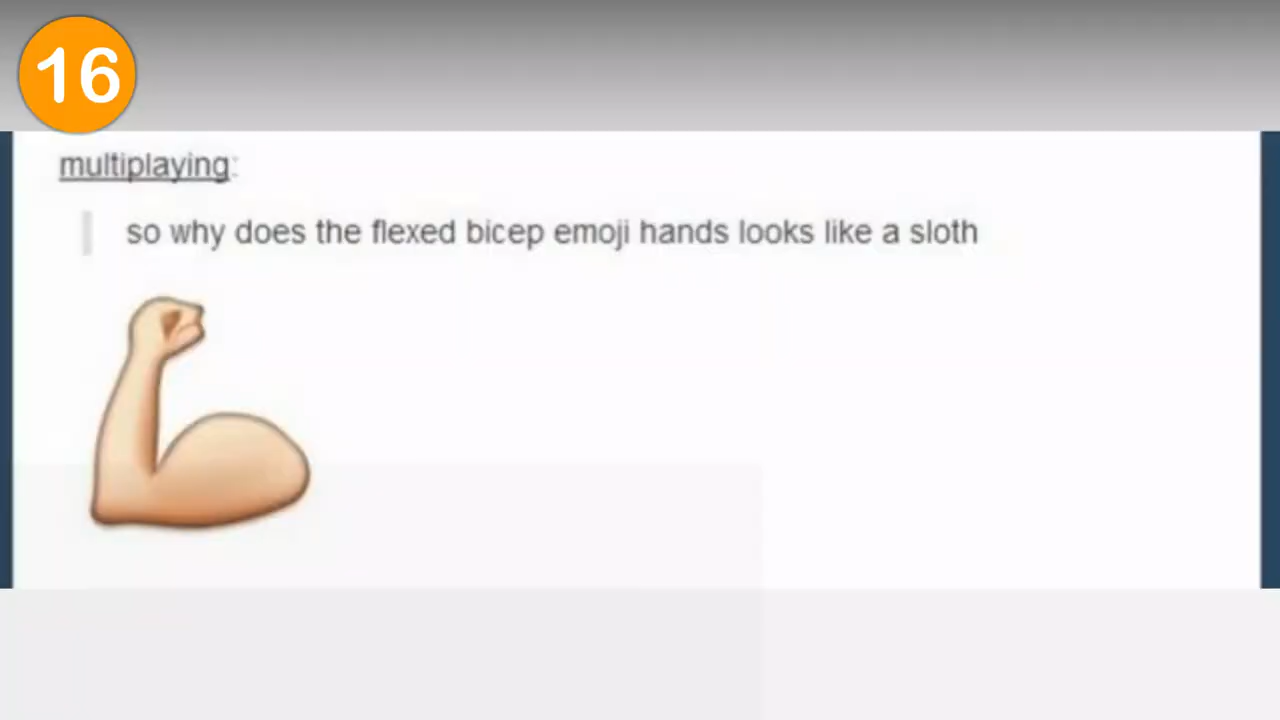 16
multiplaying:
so why does the flexed bicep emoji hands looks like a sloth